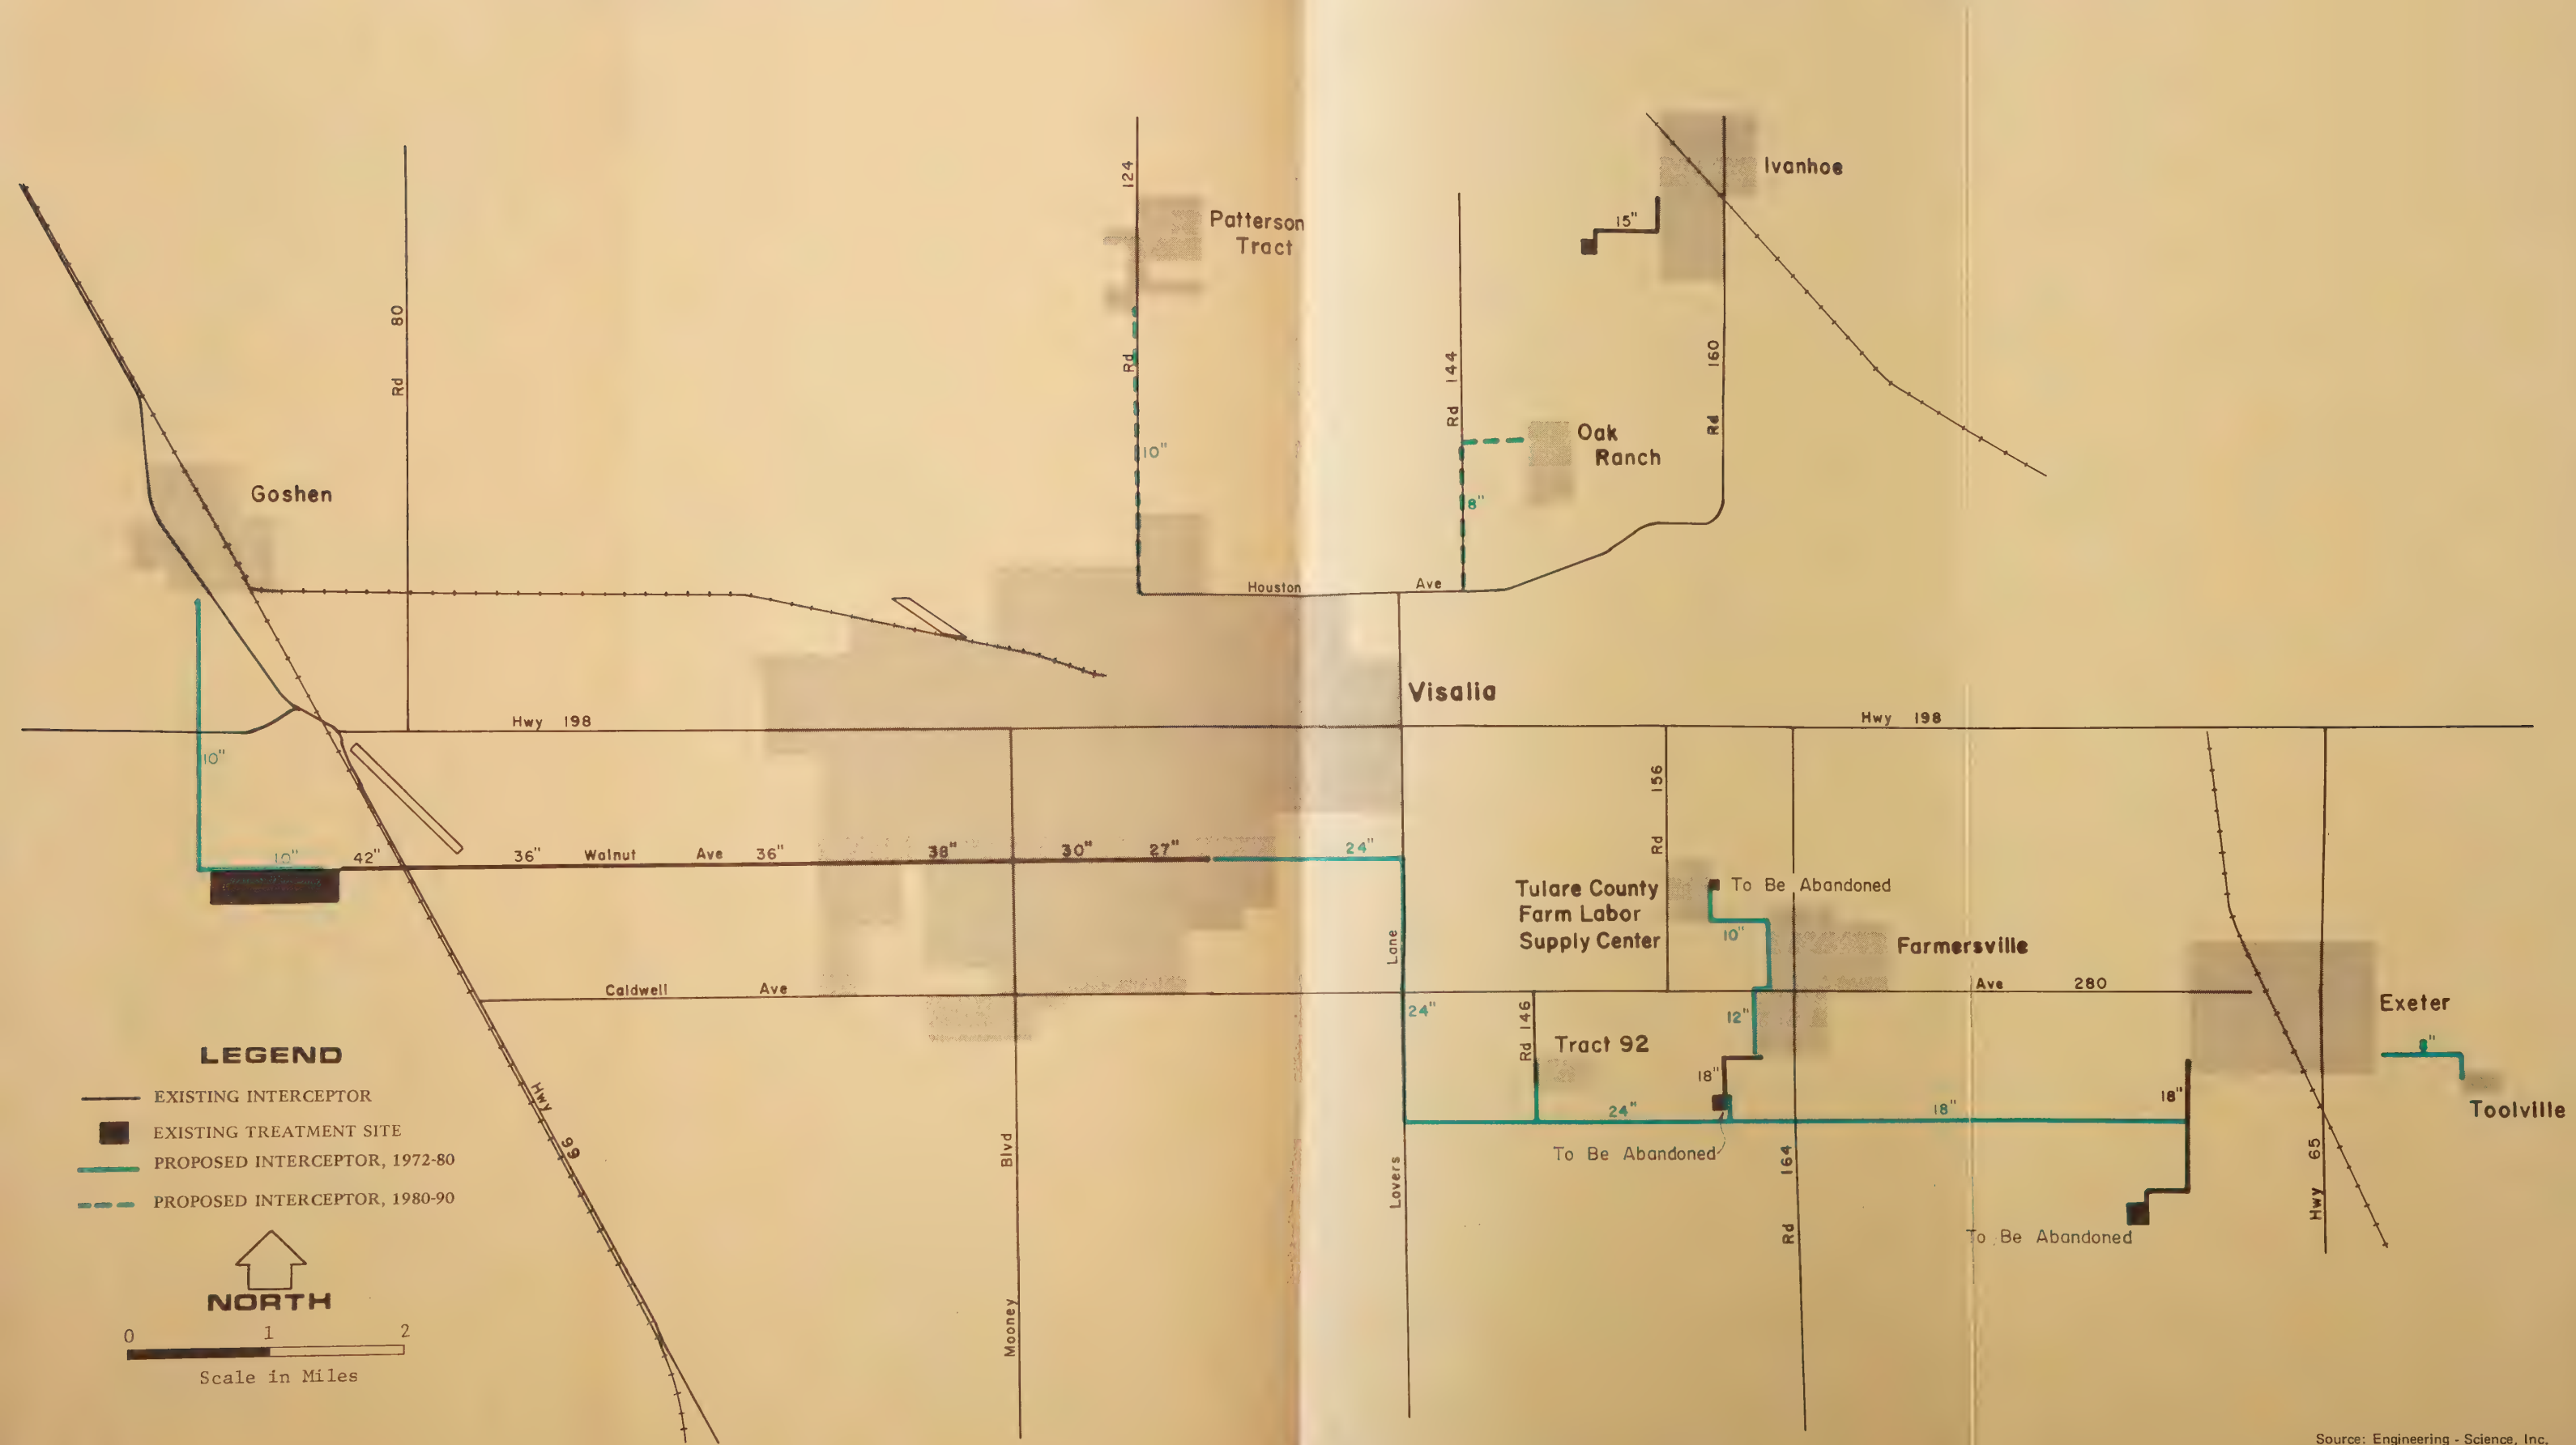 Ivanhoe
15"
124
Rd
Patterson
Tract
80
Rd
144
Rd
160
Rd
Oak
Ranch
10"
8"
Goshen
Houston
Ave
Visalia
Hwy 198
Hwy 198
10"
156
Rd
10"
42"
36"
Walnut
Ave
36"
38"
30"
27"
24"
Tulare County
Farm Labor
Supply Center
To Be Abandoned
10"
Farmersville
Lane
Lovers
Caldwell
Ave
Ave
280
Exeter
24"
146
Rd
12"
Tract 92
18"
8"
18"
Toolville
24"
18"
To Be Abandoned
164
Rd
To Be Abandoned
65
Hwy
Hwy 99
Blvd
Mooney
LEGEND
EXISTING INTERCEPTOR
EXISTING TREATMENT SITE
PROPOSED INTERCEPTOR, 1972-80
PROPOSED INTERCEPTOR, 1980-90
NORTH
0 1 2
Scale in Miles
Source: Engineering - Science, Inc.